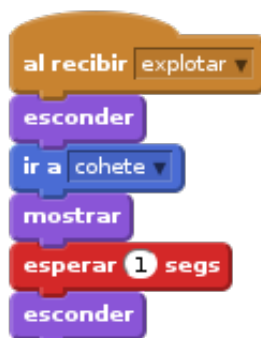 al recibir explotar
esconder
ir a cohete
mostrar
esperar 1 segs
esconder